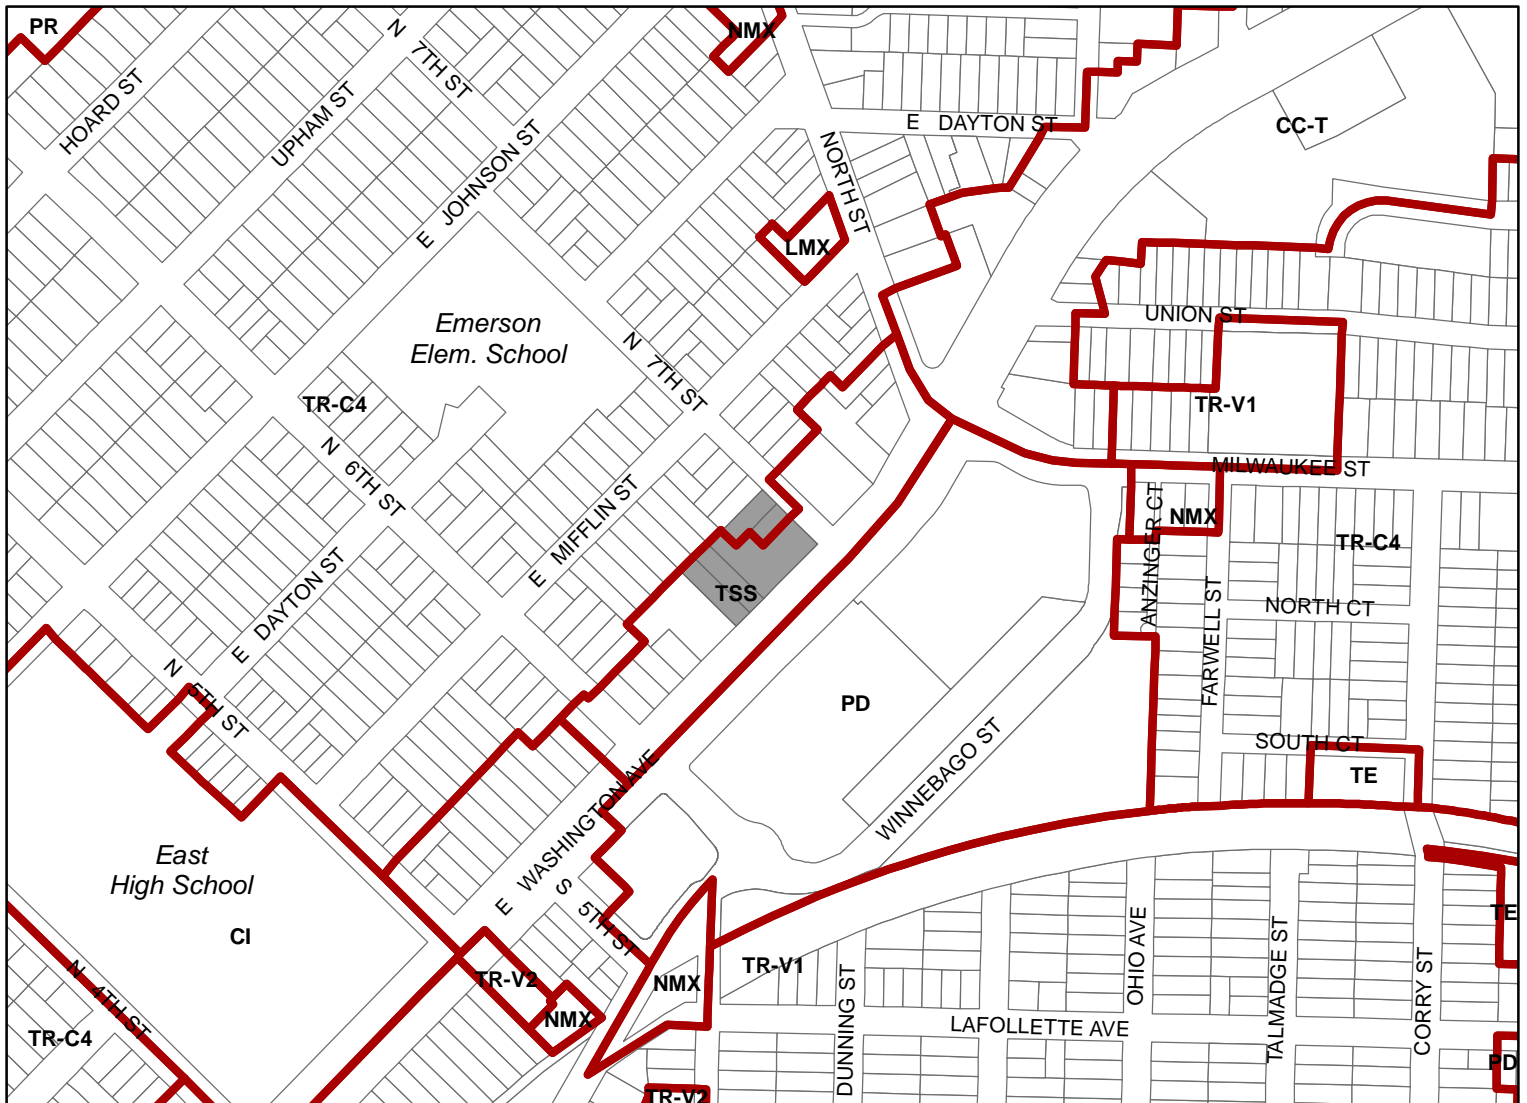 PR
N 7TH ST
NMX
HOARD ST
UPHAM ST
E JOHNSON ST
E DAYTON ST
CC-T
NORTH ST
LMX
Emerson
Elem. School
UNION ST
N 7TH ST
TR-C4
TR-V1
N 6TH ST
MILWAUKEE ST
E MIFFLIN ST
ANZINGER CT
NMX
TR-C4
E DAYTON ST
TSS
NORTH CT
FARWELL ST
N 5TH ST
PD
SOUTH CT
WINNEBAGO ST
TE
E WASHINGTON AVE
East
High School
S 5TH ST
CI
TE
OHIO AVE
TALMADGE ST
CORRY ST
TR-V1
TR-V2
NMX
N 4TH ST
NMX
DUNNING ST
LAFOLLETTE AVE
TR-C4
PD
TR-V2